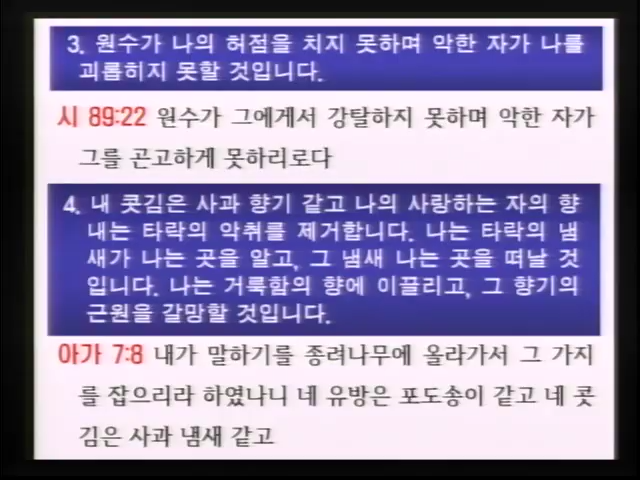 3. 원수가 나의 허점을 치지 못하며 악한 자가 나를
괴롭히지 못할 것입니다.
시 89:22 원수가 그에게서 강탈하지 못하며 악한 자가
그를 곤고하게 못하리로다
4. 내 콧김은 사과 향기 같고 나의 사랑하는 자의 향
내는 타락의 악취를 제거합니다. 나는 타락의 냄
새가 나는 곳을 알고, 그 냄새 나는 곳을 떠날 것
입니다. 나는 거룩함의 향에 이끌리고, 그 향기의
근원을 갈망할 것입니다.
아가 7:8 내가 말하기를 종려나무에 올라가서 그 가지
를 잡으리라 하였나니 네 유방은 포도송이 같고 네 콧
김은 사과 냄새 같고